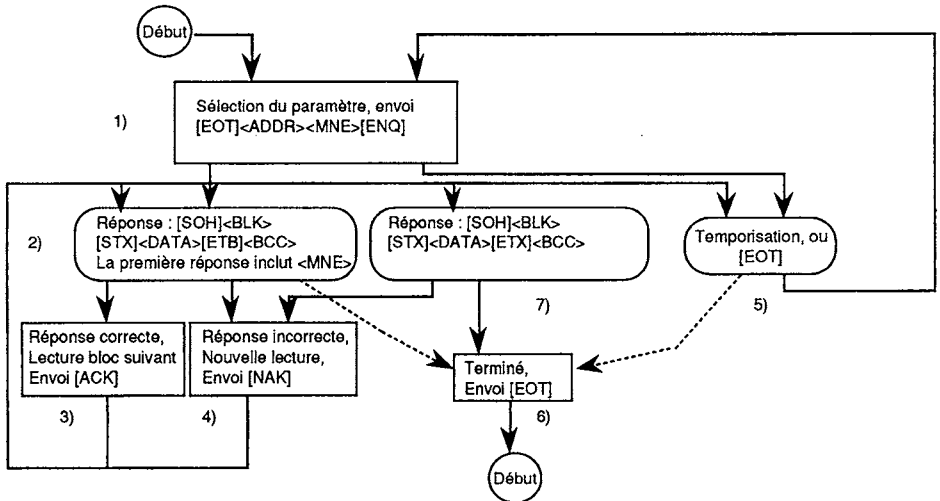 Début
Sélection du paramètre, envoi
[EOT]<ADDR><MNE>[ENQ]
1)
Réponse : [SOH]<BLK>
[STX]<DATA>[ETB]<BCC>
La première réponse inclut <MNE>
2)
Réponse : [SOH]<BLK>
[STX]<DATA>[ETX]<BCC>
Temporisation, ou
[EOT]
7)
5)
Réponse correcte,
Lecture bloc suivant
Envoi [ACK]
Réponse incorrecte,
Nouvelle lecture,
Envoi [NAK]
Terminé,
Envoi [EOT]
3)
4)
6)
Début